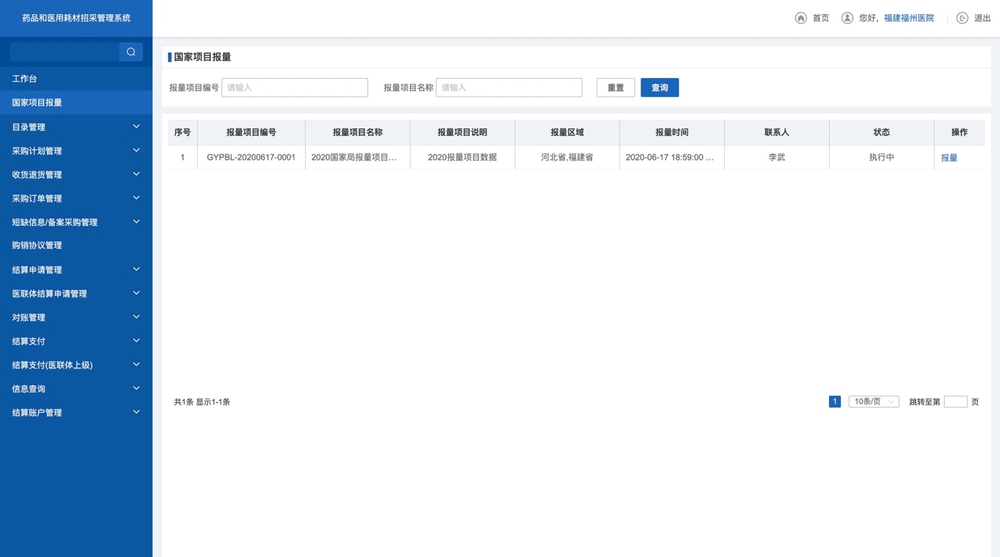 药品和医用耗材招采管理系统
首页
您好,
福建福州医院
退出
工作台
国家项目报量
目录管理
采购计划管理
收货退货管理
采购订单管理
短缺信息/备案采购管理
购销协议管理
结算申请管理
医联体结算申请管理
对账管理
结算支付
结算支付(医联体上级)
信息查询
结算账户管理
国家项目报量
报量项目编号 请输入 报量项目名称 请输入 重置 查询
序号 报量项目编号 报量项目名称 报量项目说明 报量区域 报量时间 联系人 状态 操作
1 GYPBL-20200617-0001 2020国家局报量项目... 2020报量项目数据 河北省,福建省 2020-06-17 18:59:00 ... 李武 执行中 报量
共1条 显示1-1条 1 10条/页 跳转至第 页